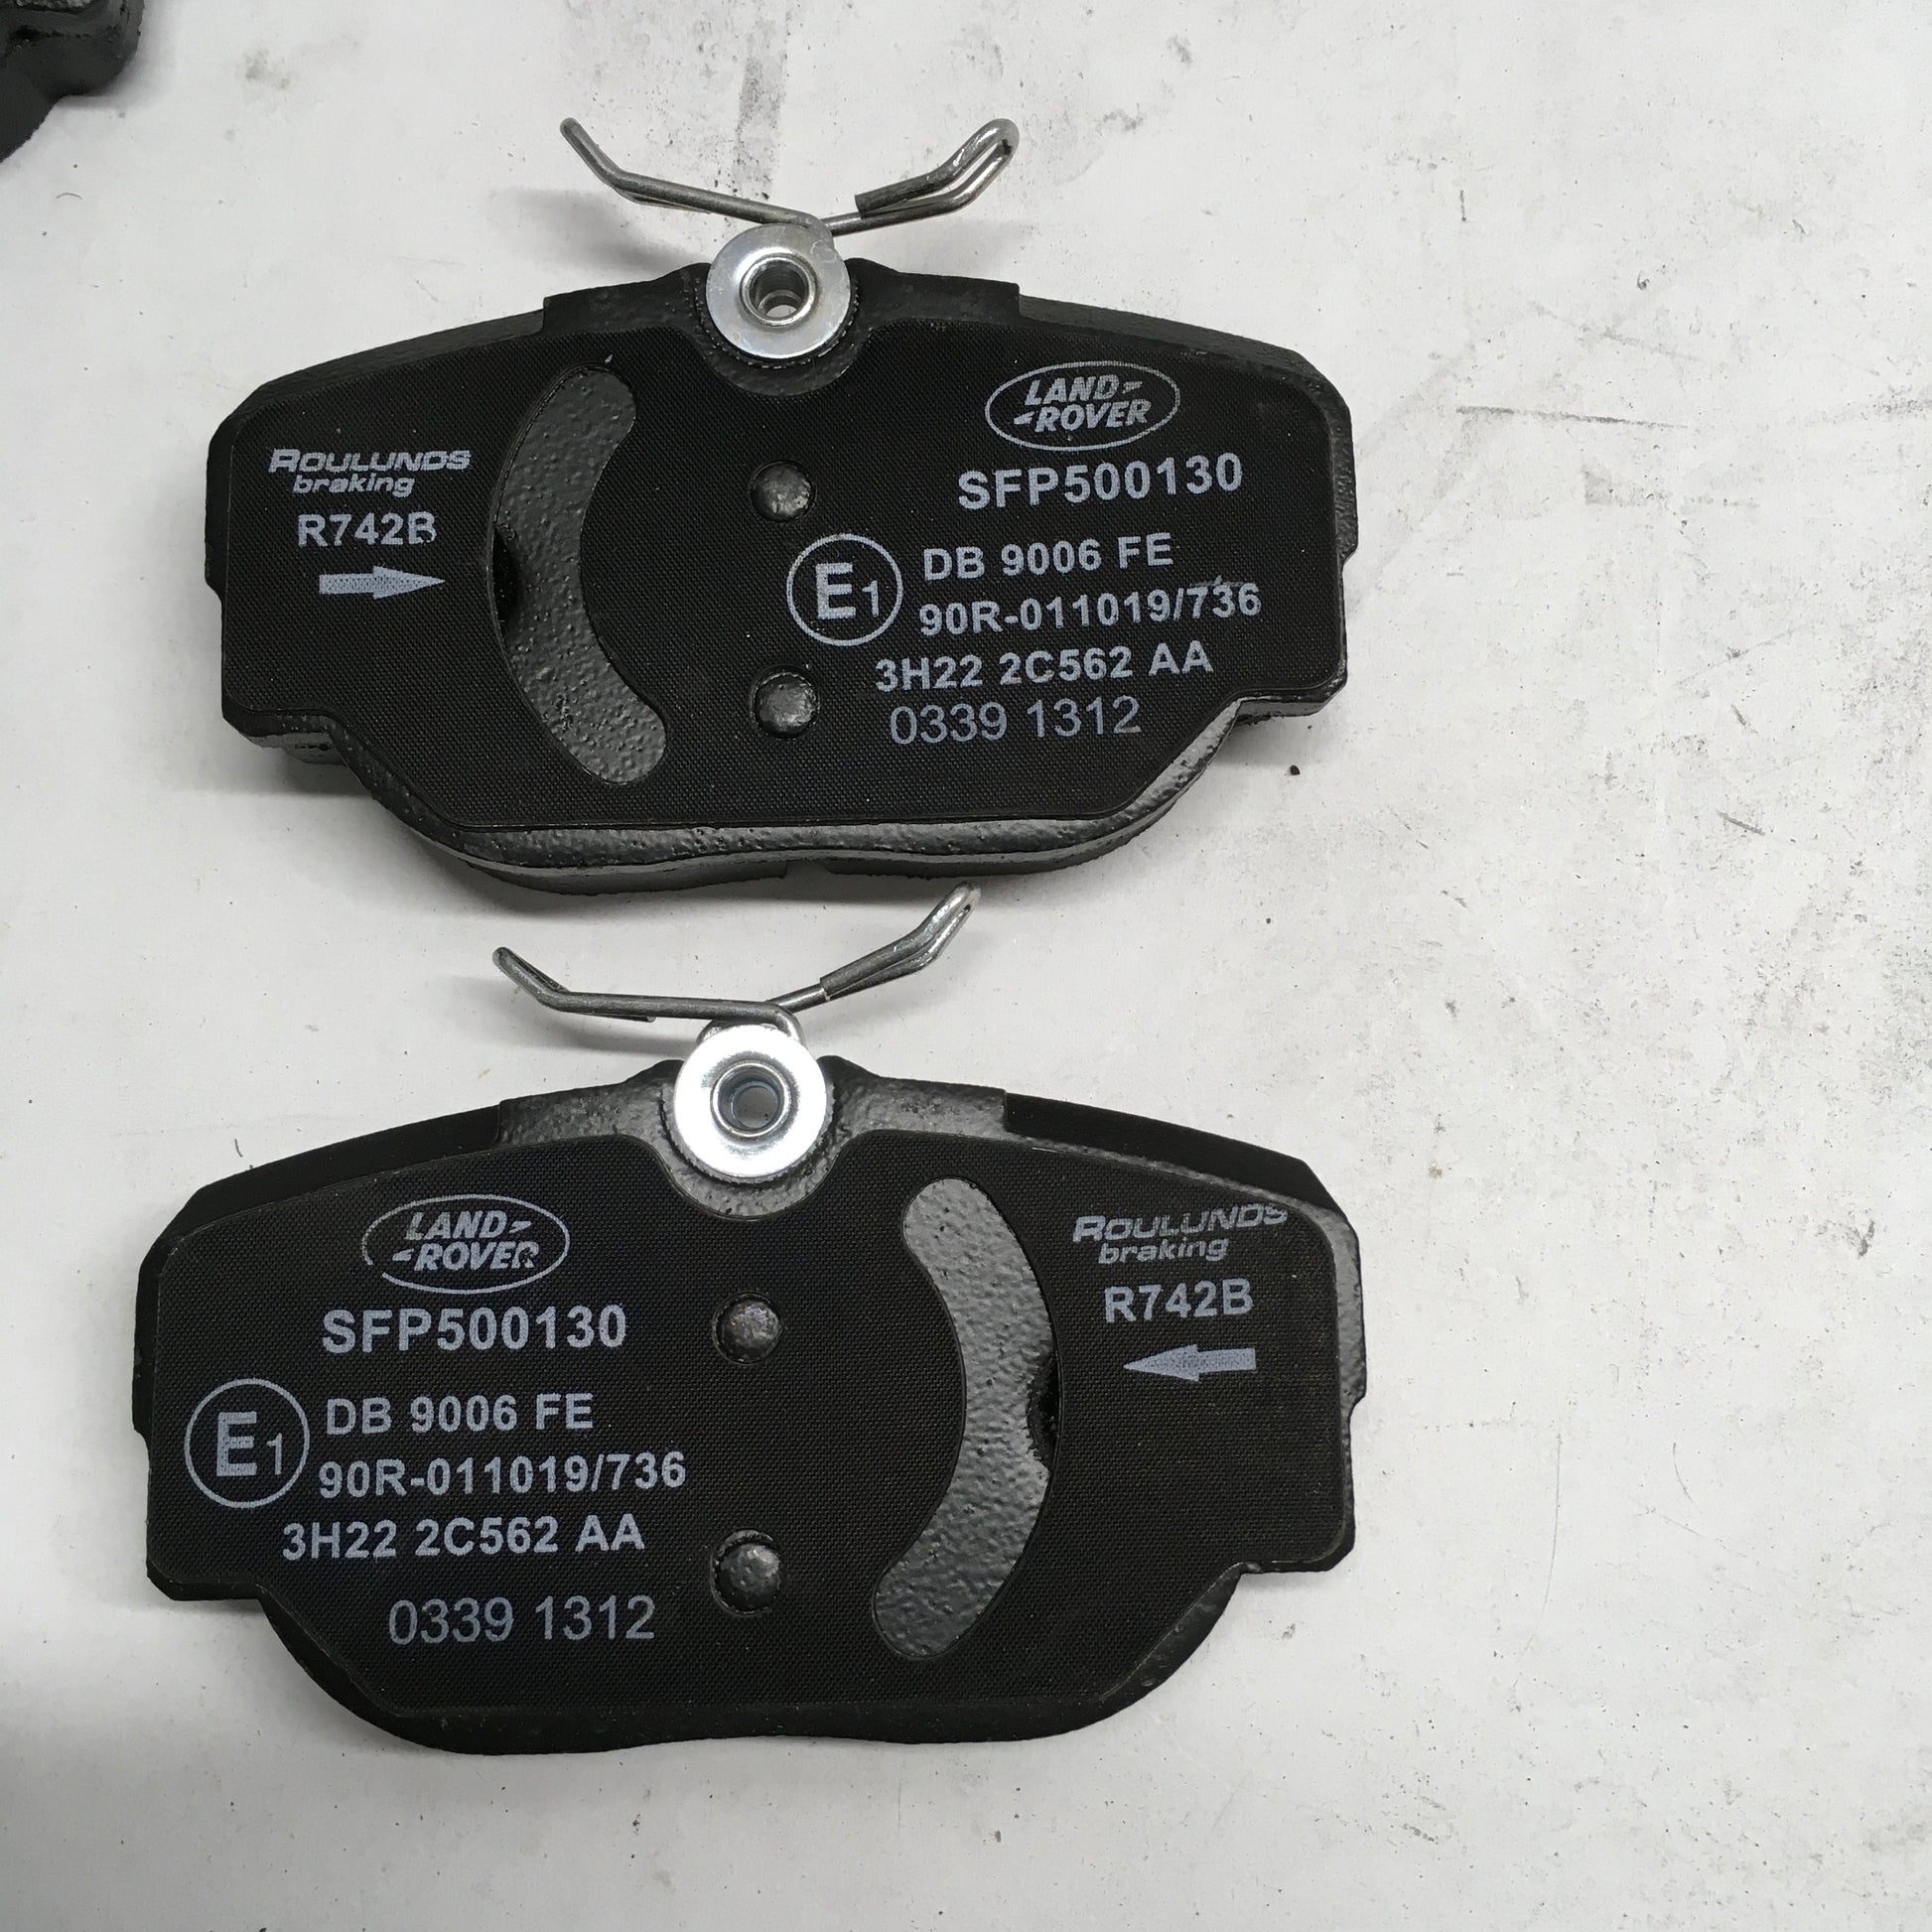 ROULUNDS
braking
R742B
LAND
ROVER
SFP500130
E1
DB 9006 FE
90R-011019/736
3H22 2C562 AA
0339 1312
LAND
ROVER
SFP500130
E1
DB 9006 FE
90R-011019/736
3H22 2C562 AA
0339 1312
ROULUNDS
braking
R742B